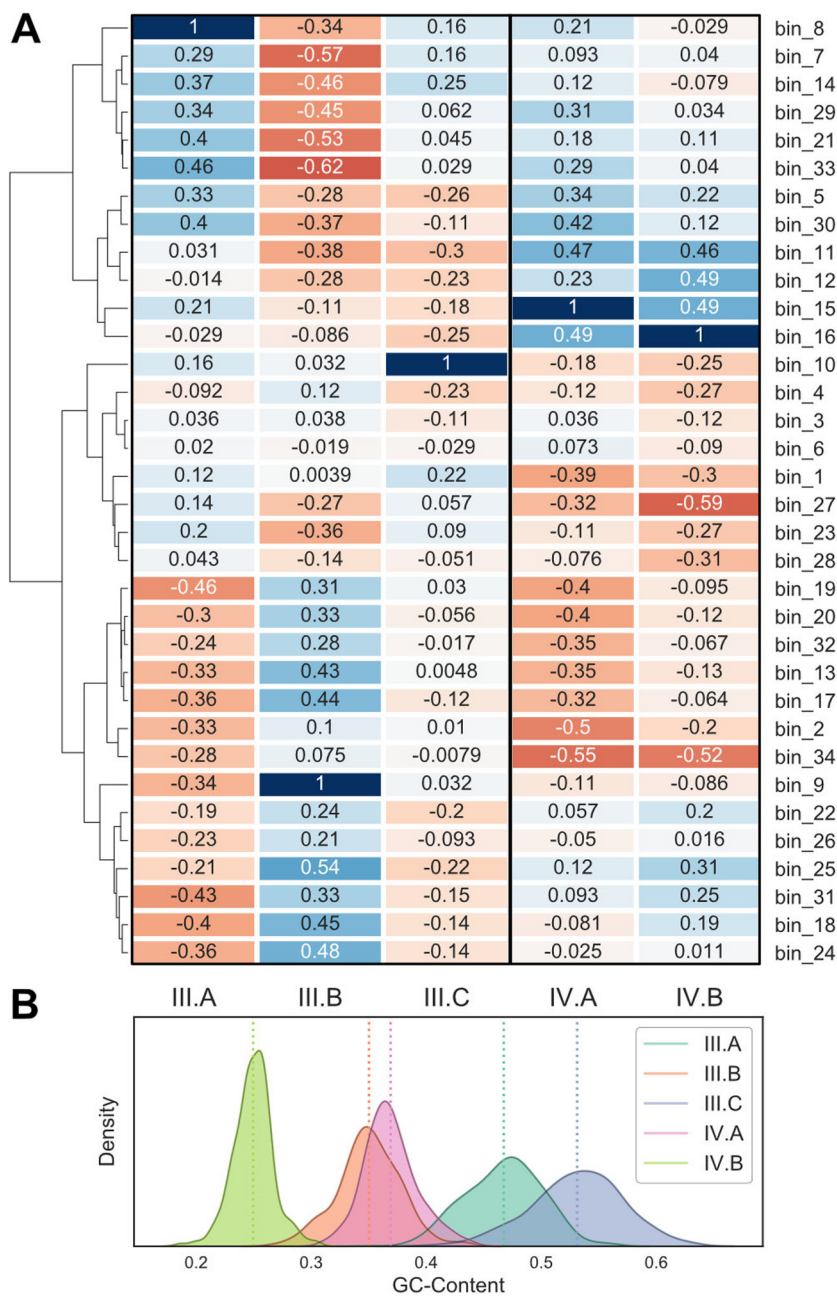 A
1 -0.34 0.16 0.21 -0.029 bin_8
0.29 -0.57 0.16 0.093 0.04 bin_7
0.37 -0.46 0.25 0.12 -0.079 bin_14
0.34 -0.45 0.062 0.31 0.034 bin_29
0.4 -0.53 0.045 0.18 0.11 bin_21
0.46 -0.62 0.029 0.29 0.04 bin_33
0.33 -0.28 -0.26 0.34 0.22 bin_5
0.4 -0.37 -0.11 0.42 0.12 bin_30
0.031 -0.38 -0.3 0.47 0.46 bin_11
-0.014 -0.28 -0.23 0.23 0.49 bin_12
0.21 -0.11 -0.18 1 0.49 bin_15
-0.029 -0.086 -0.25 0.49 1 bin_16
0.16 0.032 1 -0.18 -0.25 bin_10
-0.092 0.12 -0.23 -0.12 -0.27 bin_4
0.036 0.038 -0.11 0.036 -0.12 bin_3
0.02 -0.019 -0.029 0.073 -0.09 bin_6
0.12 0.0039 0.22 -0.39 -0.3 bin_1
0.14 -0.27 0.057 -0.32 -0.59 bin_27
0.2 -0.36 0.09 -0.11 -0.27 bin_23
0.043 -0.14 -0.051 -0.076 -0.31 bin_28
-0.46 0.31 0.03 -0.4 -0.095 bin_19
-0.3 0.33 -0.056 -0.4 -0.12 bin_20
-0.24 0.28 -0.017 -0.35 -0.067 bin_32
-0.33 0.43 0.0048 -0.35 -0.13 bin_13
-0.36 0.44 -0.12 -0.32 -0.064 bin_17
-0.33 0.1 0.01 -0.5 -0.2 bin_2
-0.28 0.075 -0.0079 -0.55 -0.52 bin_34
-0.34 1 0.032 -0.11 -0.086 bin_9
-0.19 0.24 -0.2 0.057 0.2 bin_22
-0.23 0.21 -0.093 -0.05 0.016 bin_26
-0.21 0.54 -0.22 0.12 0.31 bin_25
-0.43 0.33 -0.15 0.093 0.25 bin_31
-0.4 0.45 -0.14 -0.081 0.19 bin_18
-0.36 0.48 -0.14 -0.025 0.011 bin_24
III.A III.B III.C IV.A IV.B
B
Density
III.A
III.B
III.C
IV.A
IV.B
0.2 0.3 0.4 0.5 0.6
GC-Content